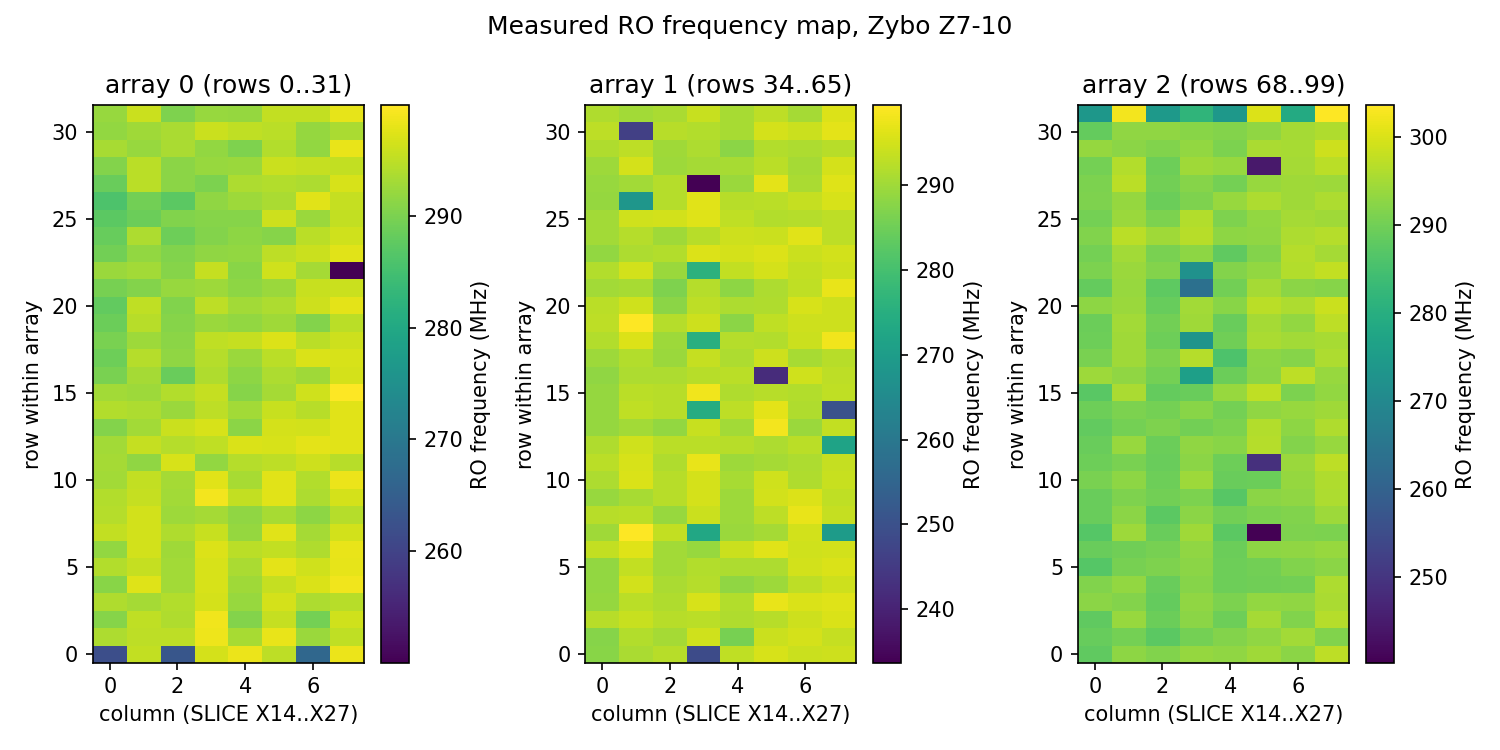 Measured RO frequency map, Zybo Z7-10
array 0 (rows 0..31)
30
25
20
15
10
5
0
row within array
0 2 4 6
column (SLICE X14..X27)
290
280
270
260
RO frequency (MHz)
array 1 (rows 34..65)
30
25
20
15
10
5
0
row within array
0 2 4 6
column (SLICE X14..X27)
290
280
270
260
250
240
RO frequency (MHz)
array 2 (rows 68..99)
30
25
20
15
10
5
0
row within array
0 2 4 6
column (SLICE X14..X27)
300
290
280
270
260
250
RO frequency (MHz)